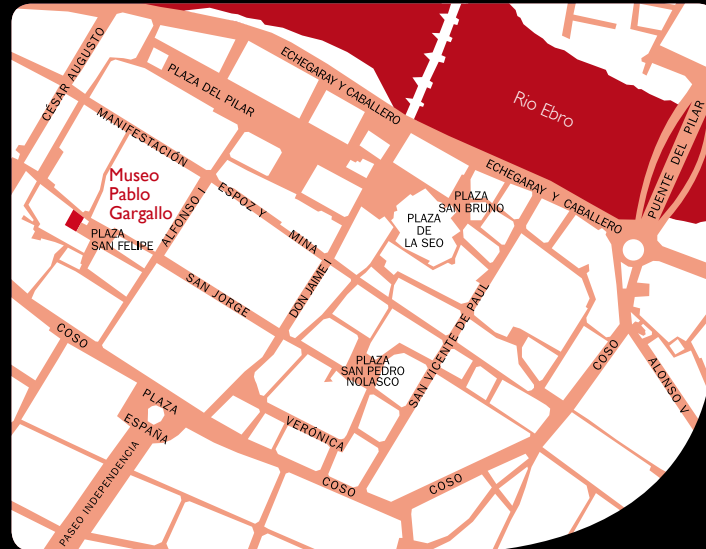 CÉSAR AUGUSTO
PLAZA DEL PILAR
ECHEGARAY Y CABALLERO
Rio Ebro
PUENTE DEL PILAR
MANIFESTACIÓN
Museo
Pablo
Gargallo
PLAZA
SAN FELIPE
ALFONSO I
ESPOZ Y MINA
PLAZA
SAN BRUNO
ECHEGARAY Y CABALLERO
PLAZA
DE
LA SEO
SAN JORGE
DON JAIME I
SAN VICENTE DE PAUL
COSO
PLAZA
SAN PEDRO
NOLASCO
COSO
ALONSO V
PLAZA
ESPAÑA
VERÓNICA
PASEO INDEPENDENCIA
COSO
COSO